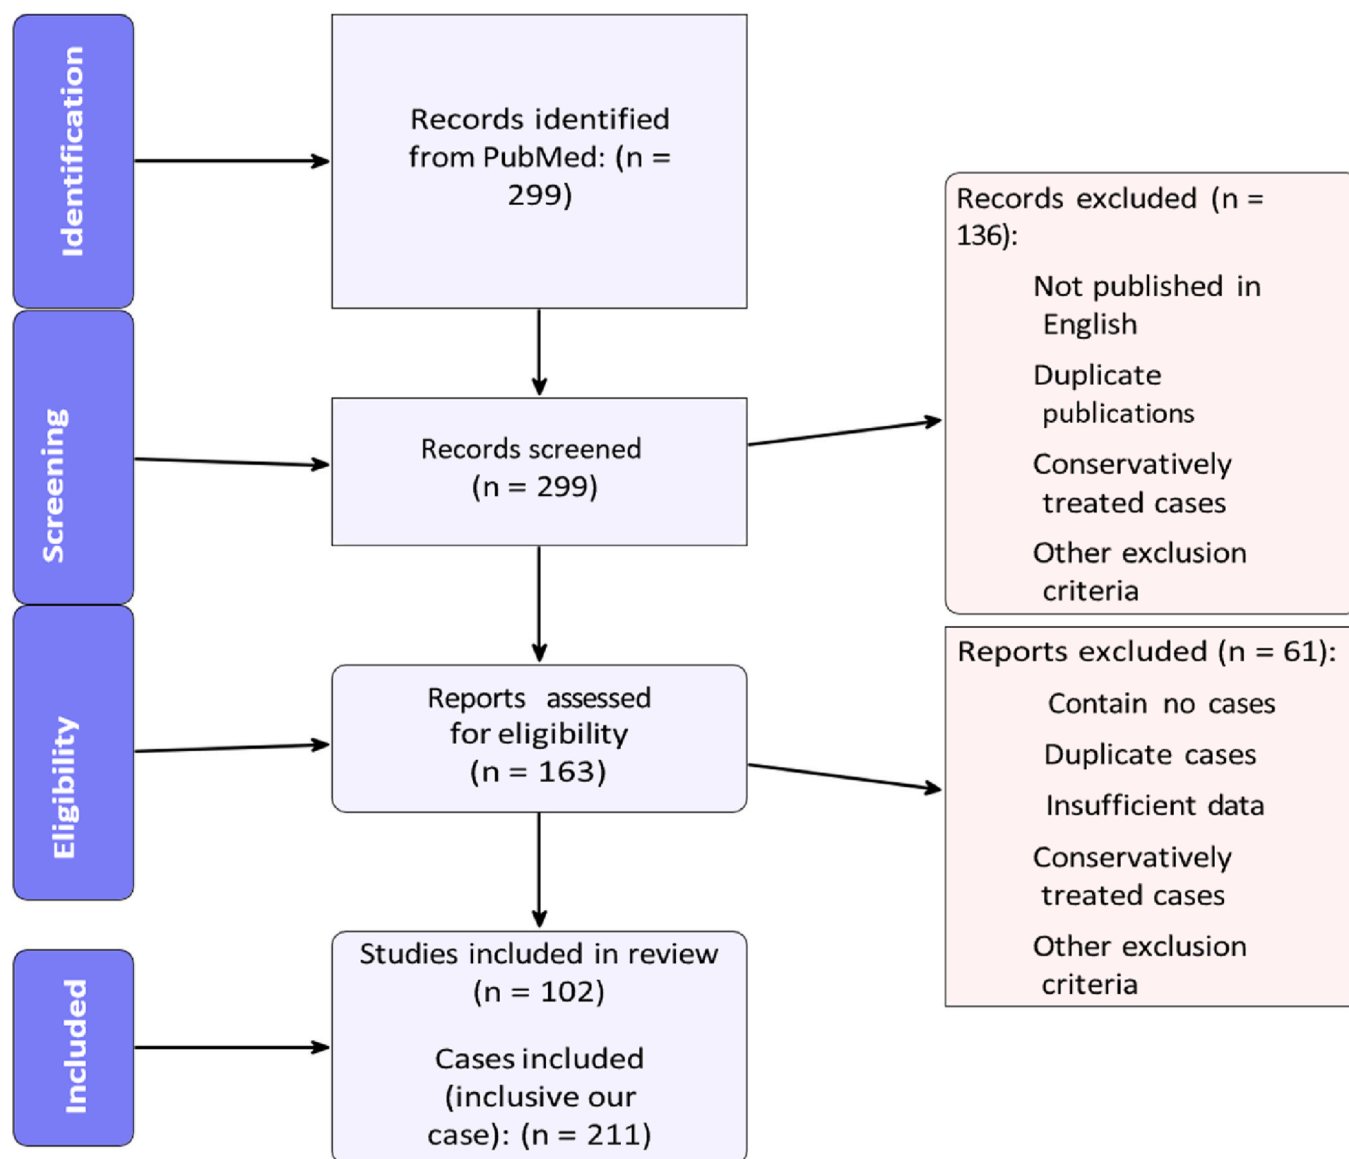 Identification
Records identified
from PubMed: (n =
299)
Records excluded (n =
136):
Not published in
English
Duplicate
publications
Conservatively
treated cases
Other exclusion
criteria
Screening
Records screened
(n = 299)
Eligibility
Reports assessed
for eligibility
(n = 163)
Reports excluded (n = 61):
Contain no cases
Duplicate cases
Insufficient data
Conservatively
treated cases
Other exclusion
criteria
Included
Studies included in review
(n = 102)
Cases included
(inclusive our
case): (n = 211)